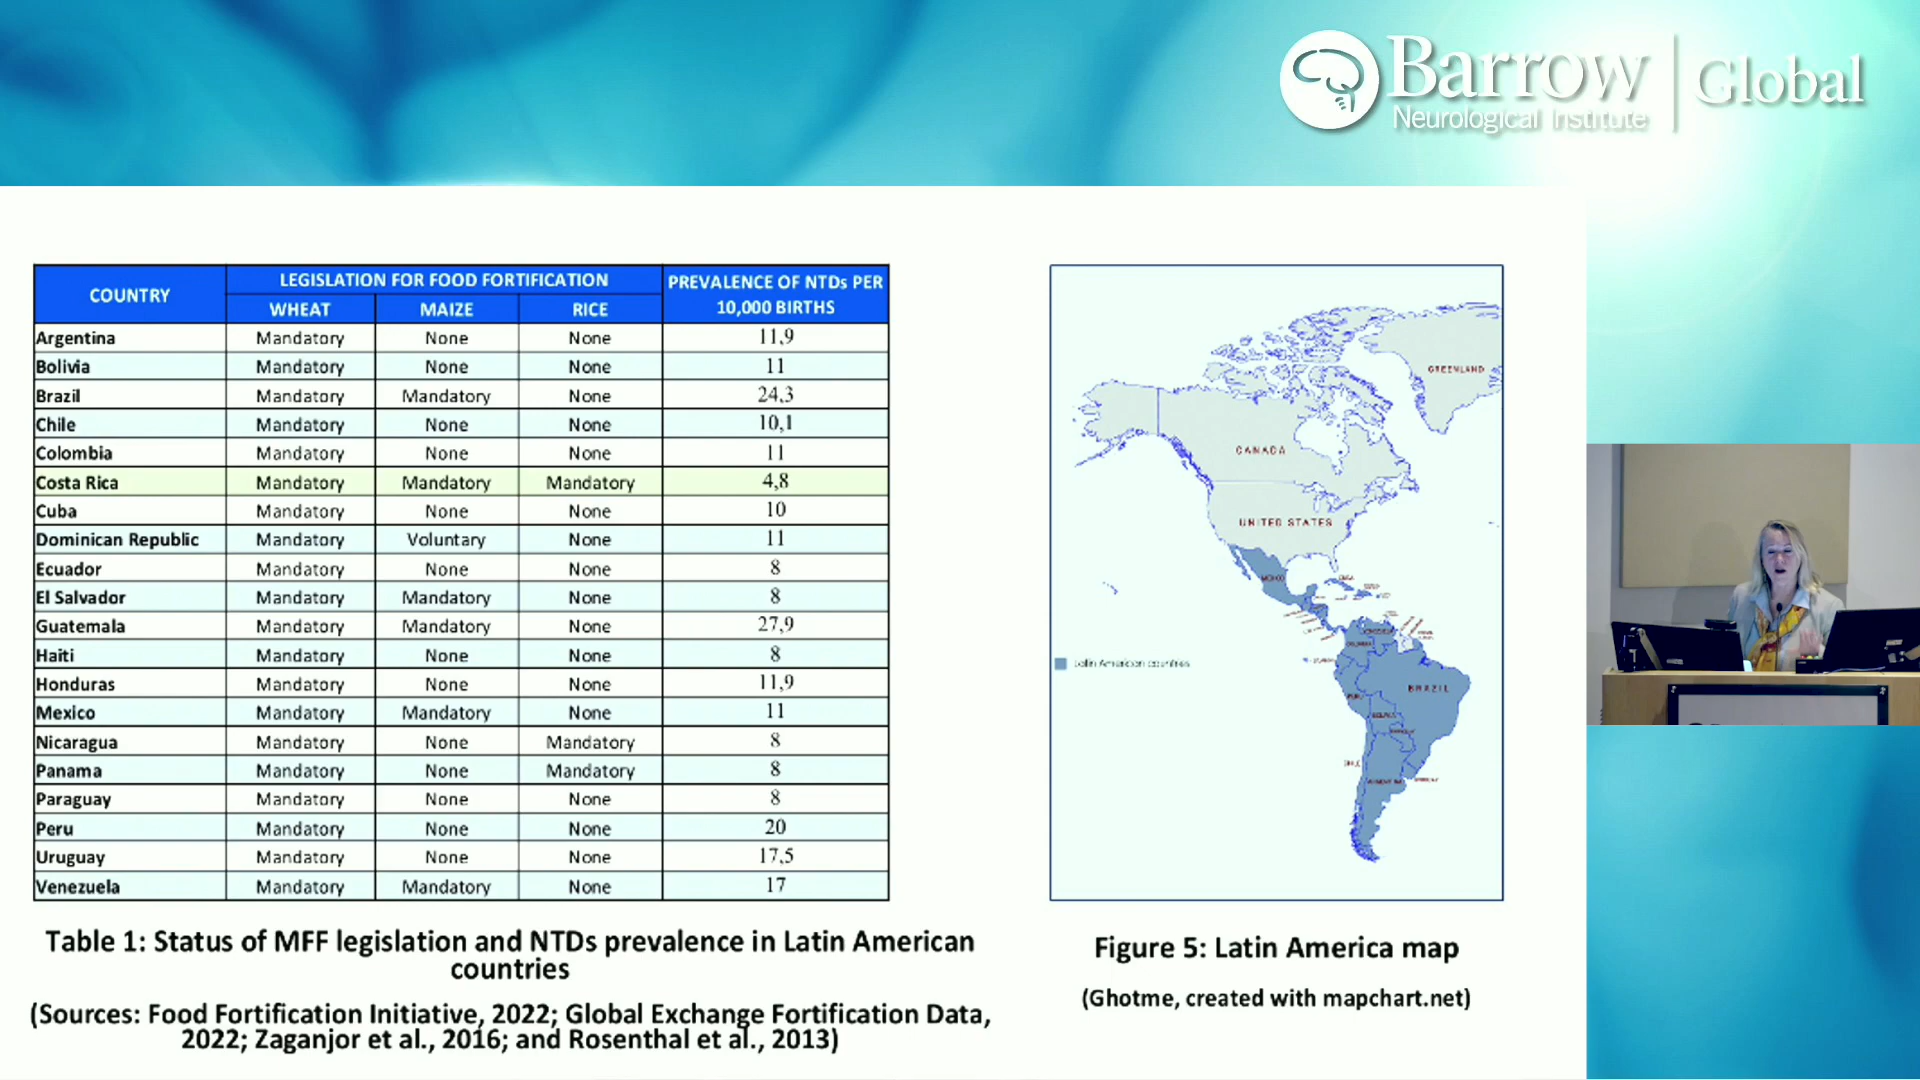 Barrow
Neurological Institute
Global
COUNTRY
LEGISLATION FOR FOOD FORTIFICATION
PREVALENCE OF NTDs PER 10,000 BIRTHS
WHEAT MAIZE RICE
Argentina Mandatory None None 11,9
Bolivia Mandatory None None 11
Brazil Mandatory Mandatory None 24,3
Chile Mandatory None None 10,1
Colombia Mandatory None None 11
Costa Rica Mandatory Mandatory Mandatory 4,8
Cuba Mandatory None None 10
Dominican Republic Mandatory Voluntary None 11
Ecuador Mandatory None None 8
El Salvador Mandatory Mandatory None 8
Guatemala Mandatory Mandatory None 27,9
Haiti Mandatory None None 8
Honduras Mandatory None None 11,9
Mexico Mandatory Mandatory None 11
Nicaragua Mandatory None Mandatory 8
Panama Mandatory None Mandatory 8
Paraguay Mandatory None None 8
Peru Mandatory None None 20
Uruguay Mandatory None None 17,5
Venezuela Mandatory Mandatory None 17
Table 1: Status of MFF legislation and NTDs prevalence in Latin American
countries
(Sources: Food Fortification Initiative, 2022; Global Exchange Fortification Data,
2022; Zaganjor et al., 2016; and Rosenthal et al., 2013)
GREENLAND
CANADA
UNITED STATES
MEXICO
Latin American countries
BRAZIL
PERU
CHILE
Figure 5: Latin America map
(Ghotme, created with mapchart.net)